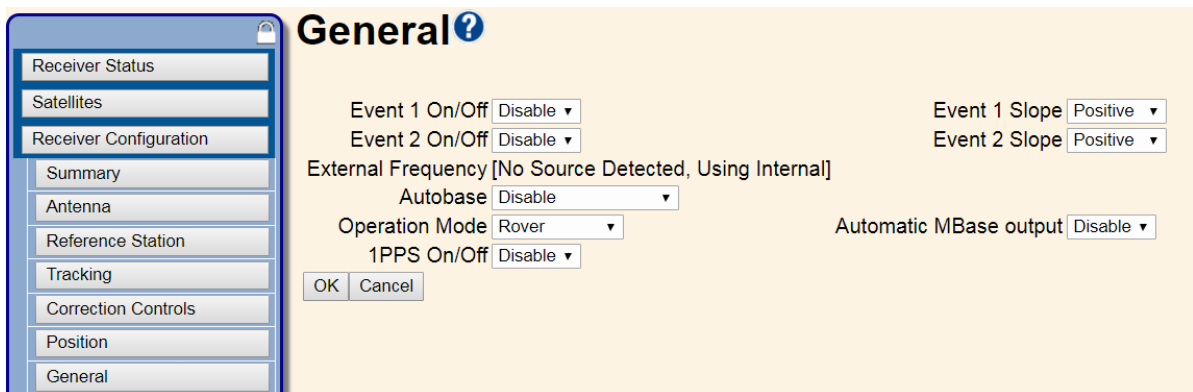 General
Receiver Status
Satellites
Receiver Configuration
Summary
Antenna
Reference Station
Tracking
Correction Controls
Position
General
Event 1 On/Off Disable Event 1 Slope Positive
Event 2 On/Off Disable Event 2 Slope Positive
External Frequency [No Source Detected, Using Internal]
Autobase Disable
Operation Mode Rover Automatic MBase output Disable
1PPS On/Off Disable
OK Cancel